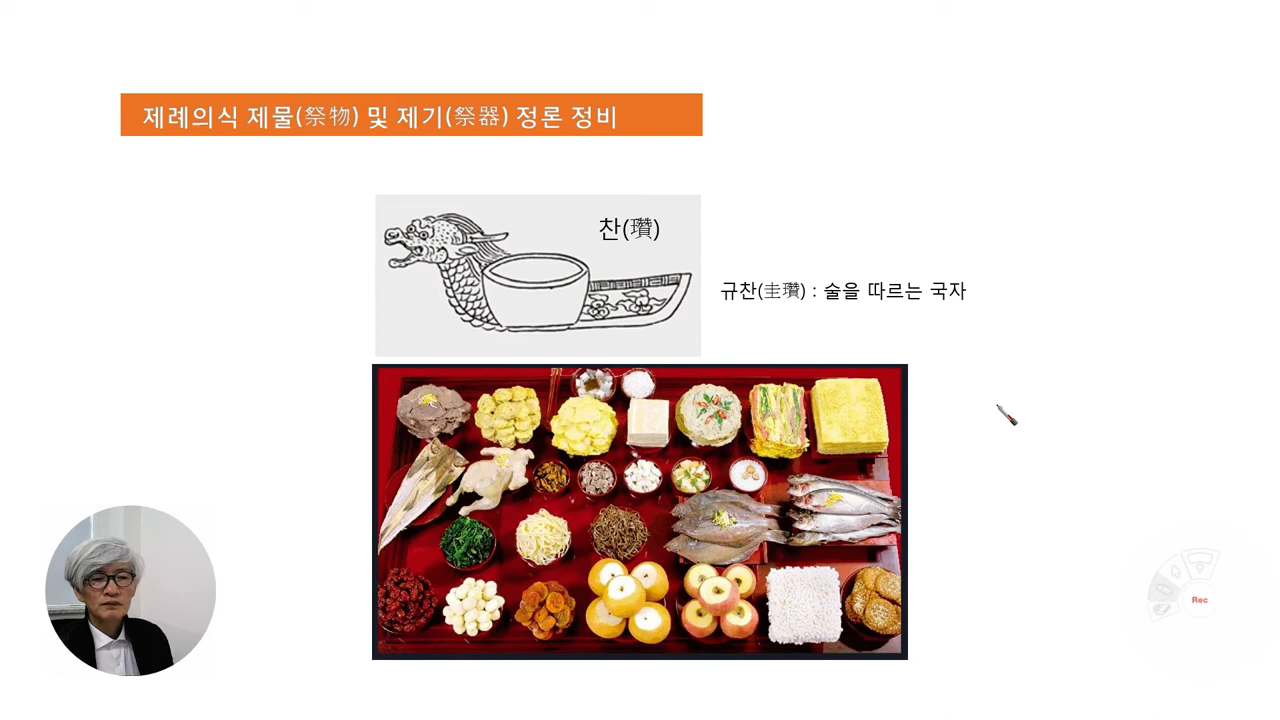 제례의식 제물(祭物) 및 제기(祭器) 정론 정비
찬(瓚)
규찬(圭瓚) : 술을 따르는 국자
Rec